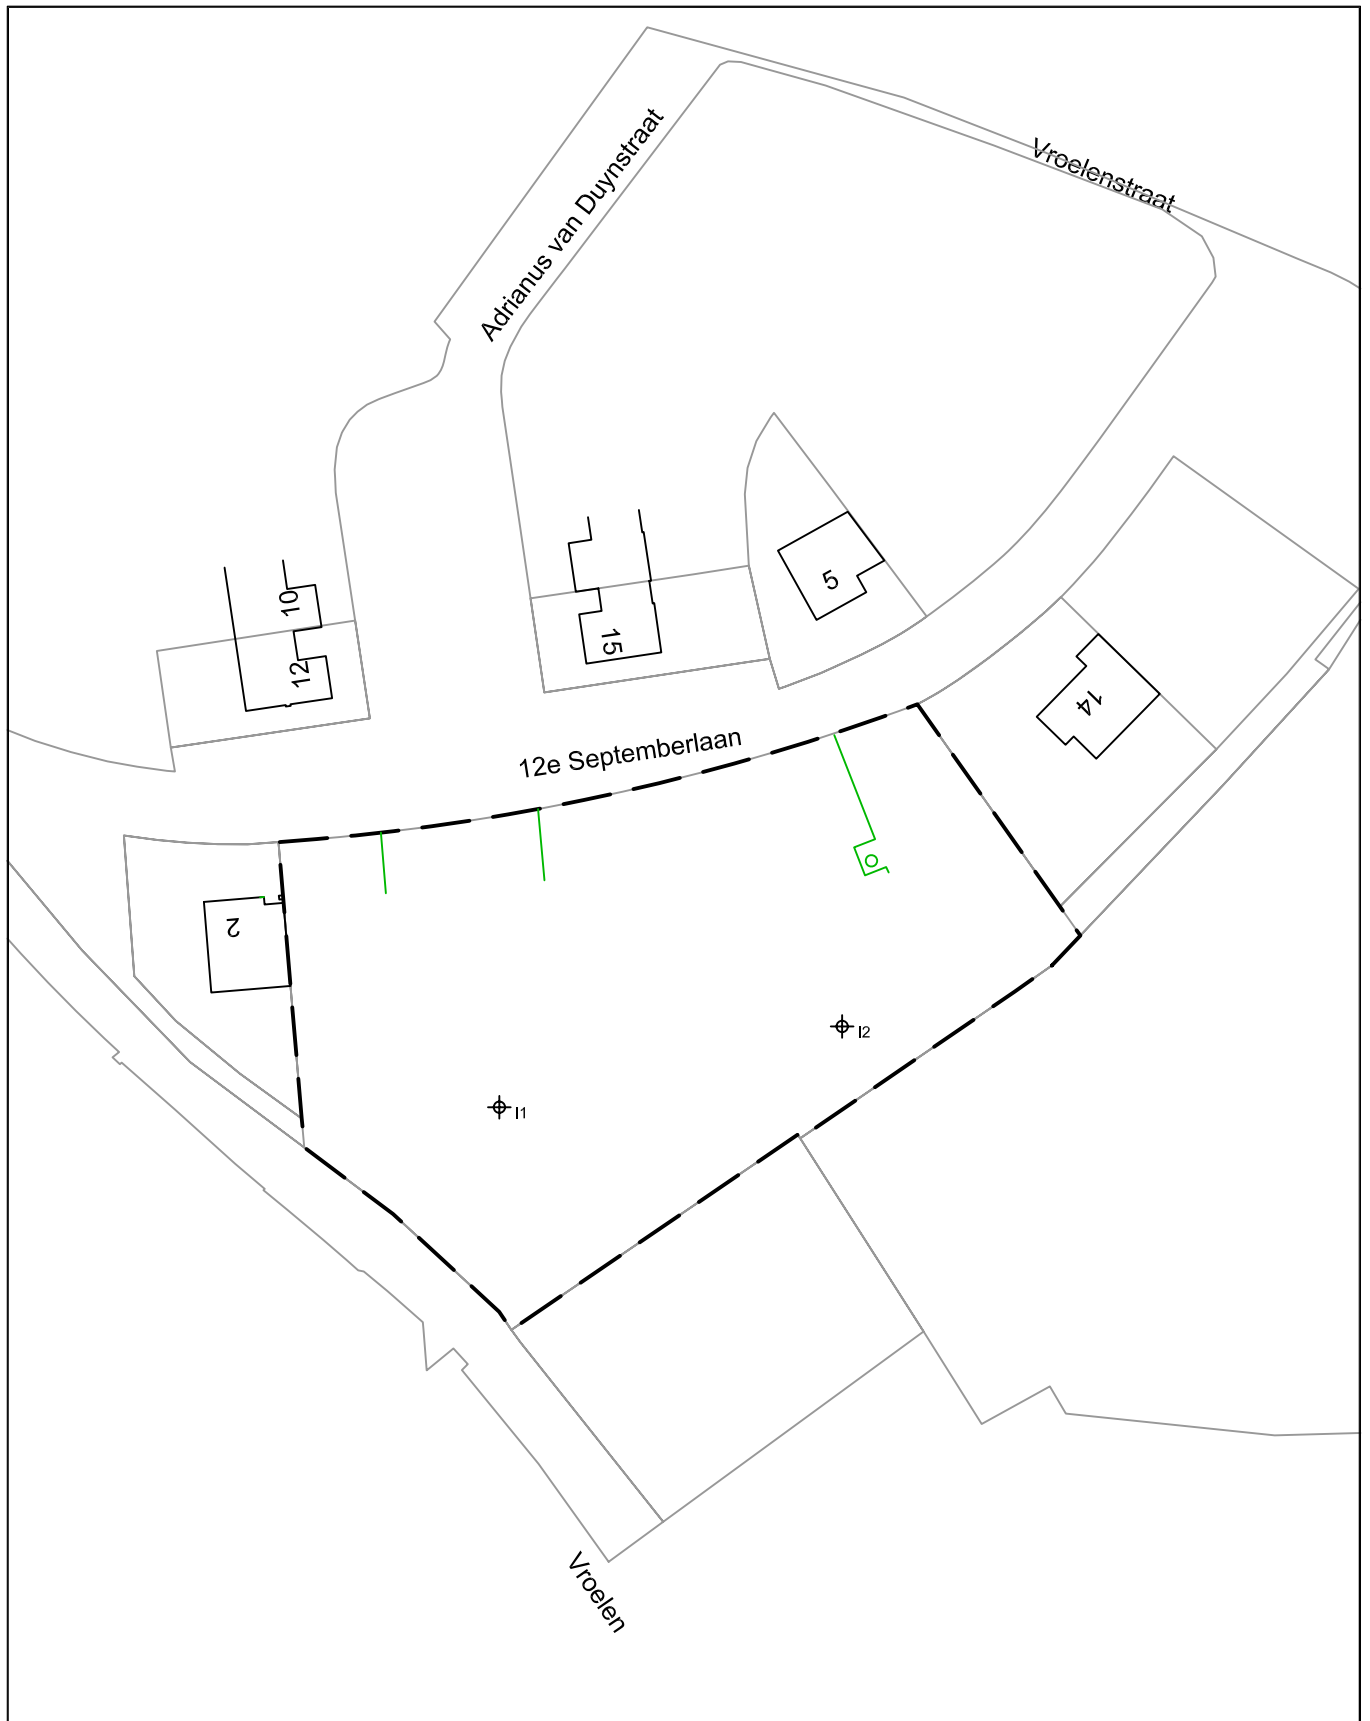 Vroelenstraat
Adrianus van Duynstraat
5
10
15
12
14
12e Septemberlaan
2
I2
I1
Vroelen